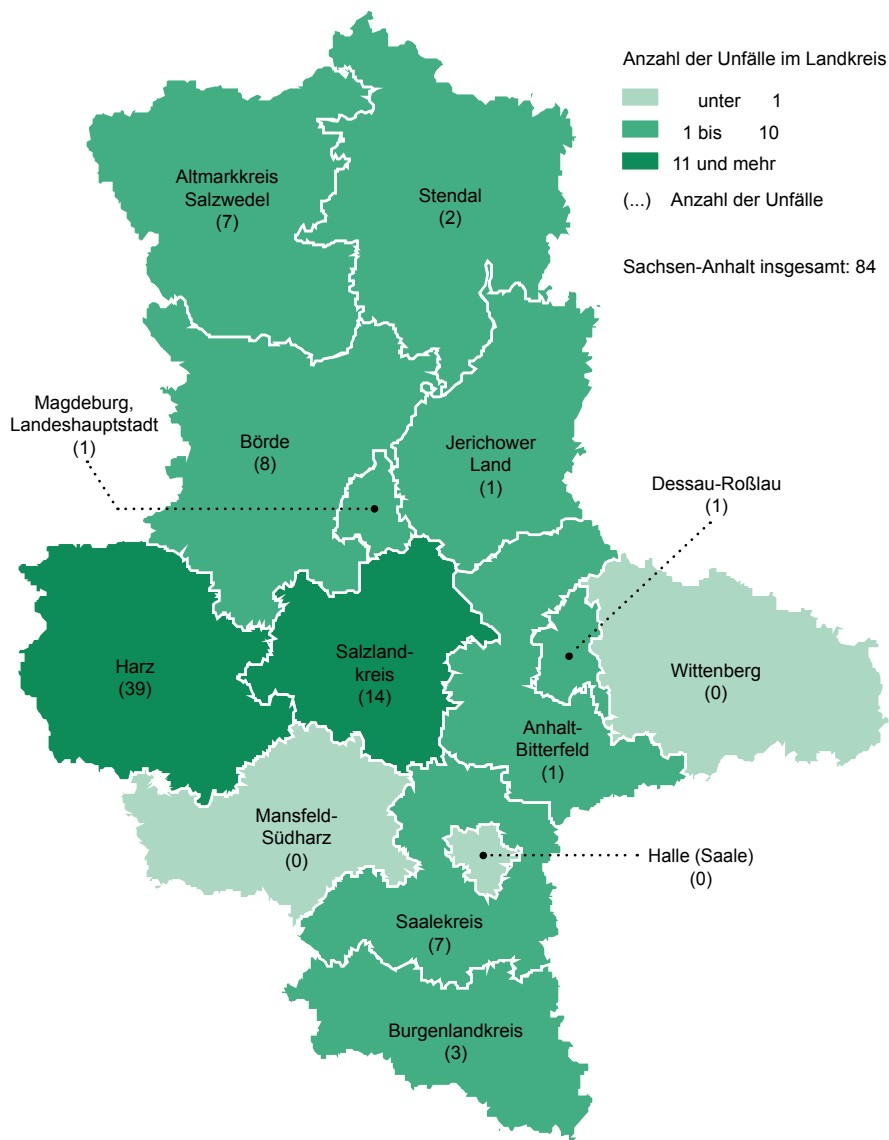 Anzahl der Unfälle im Landkreis
unter 1
1 bis 10
11 und mehr
(...) Anzahl der Unfälle
Sachsen-Anhalt insgesamt: 84
Altmarkkreis
Salzwedel
(7)
Stendal
(2)
Magdeburg,
Landeshauptstadt
(1)
Börde
(8)
Jerichower
Land
(1)
Dessau-Roßlau
(1)
Harz
(39)
Salzland-
kreis
(14)
Wittenberg
(0)
Anhalt-
Bitterfeld
(1)
Mansfeld-
Südharz
(0)
Halle (Saale)
(0)
Saalekreis
(7)
Burgenlandkreis
(3)